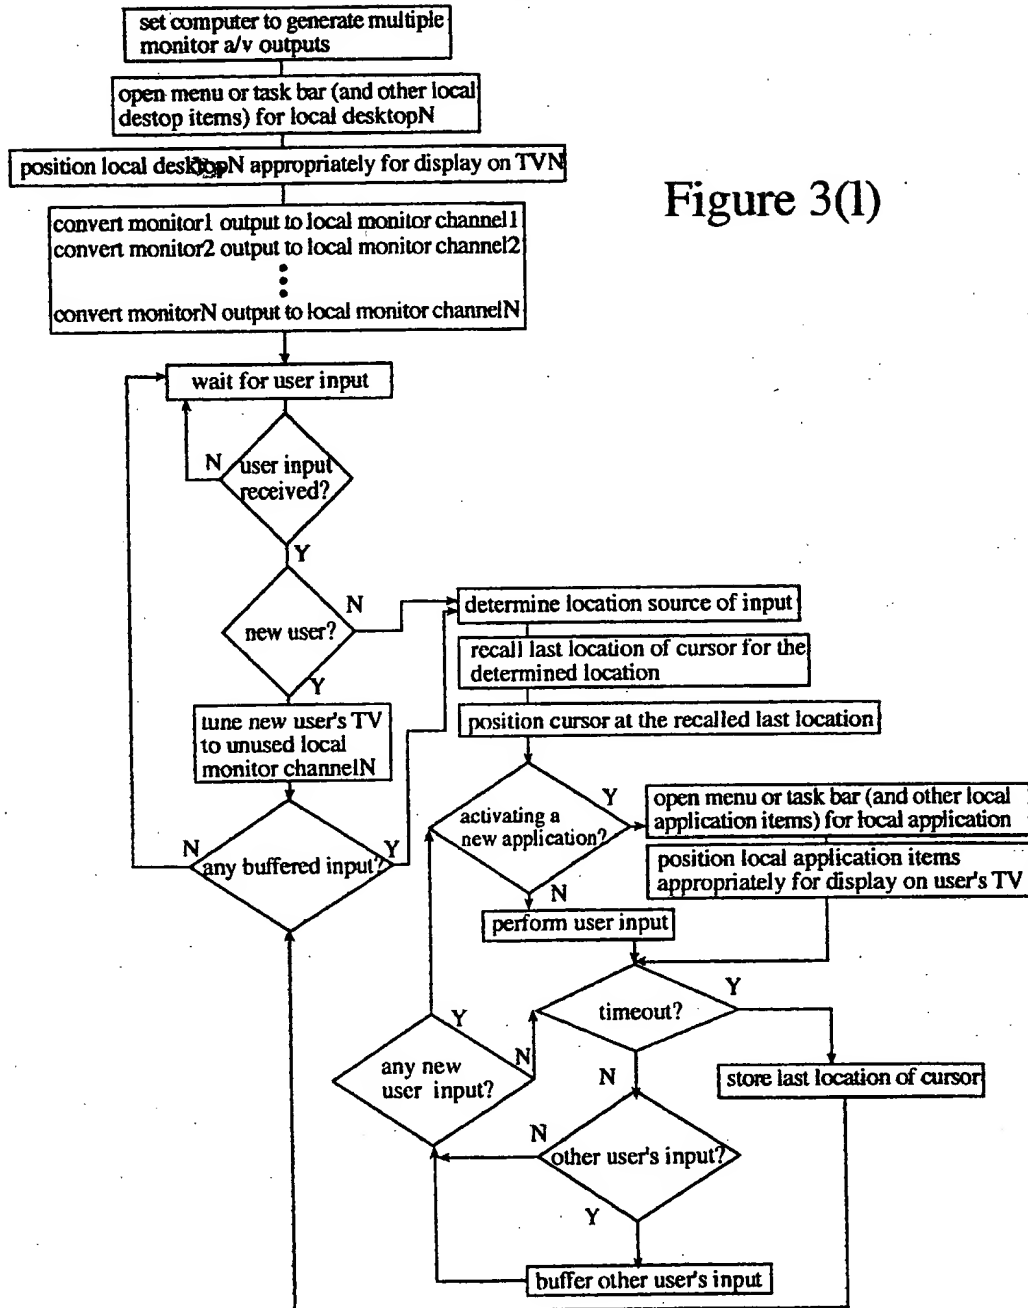 set computer to generate multiple
monitor a/v outputs
open menu or task bar (and other local
destop items) for local desktopN
position local desktopN appropriately for display on TVN
Figure 3(l)
convert monitor1 output to local monitor channel1
convert monitor2 output to local monitor channel2
convert monitorN output to local monitor channelN
wait for user input
N
user input
received?
Y
new user?
N
Y
determine location source of input
recall last location of cursor for the
determined location
position cursor at the recalled last location
tune new user's TV
to unused local
monitor channelN
N
any buffered input?
Y
activating a
new application?
Y
N
open menu or task bar (and other local
application items) for local application
position local application items
appropriately for display on user's TV
perform user input
timeout?
Y
N
any new
user input?
Y
N
store last location of cursor
other user's input?
N
Y
buffer other user's input